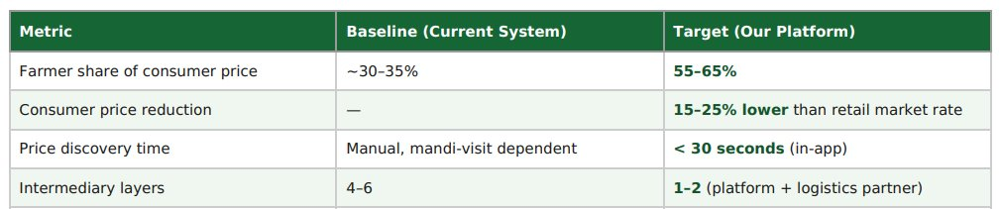 Metric Baseline (Current System) Target (Our Platform)
Farmer share of consumer price ~30–35% 55–65%
Consumer price reduction — 15–25% lower than retail market rate
Price discovery time Manual, mandi-visit dependent < 30 seconds (in-app)
Intermediary layers 4–6 1–2 (platform + logistics partner)